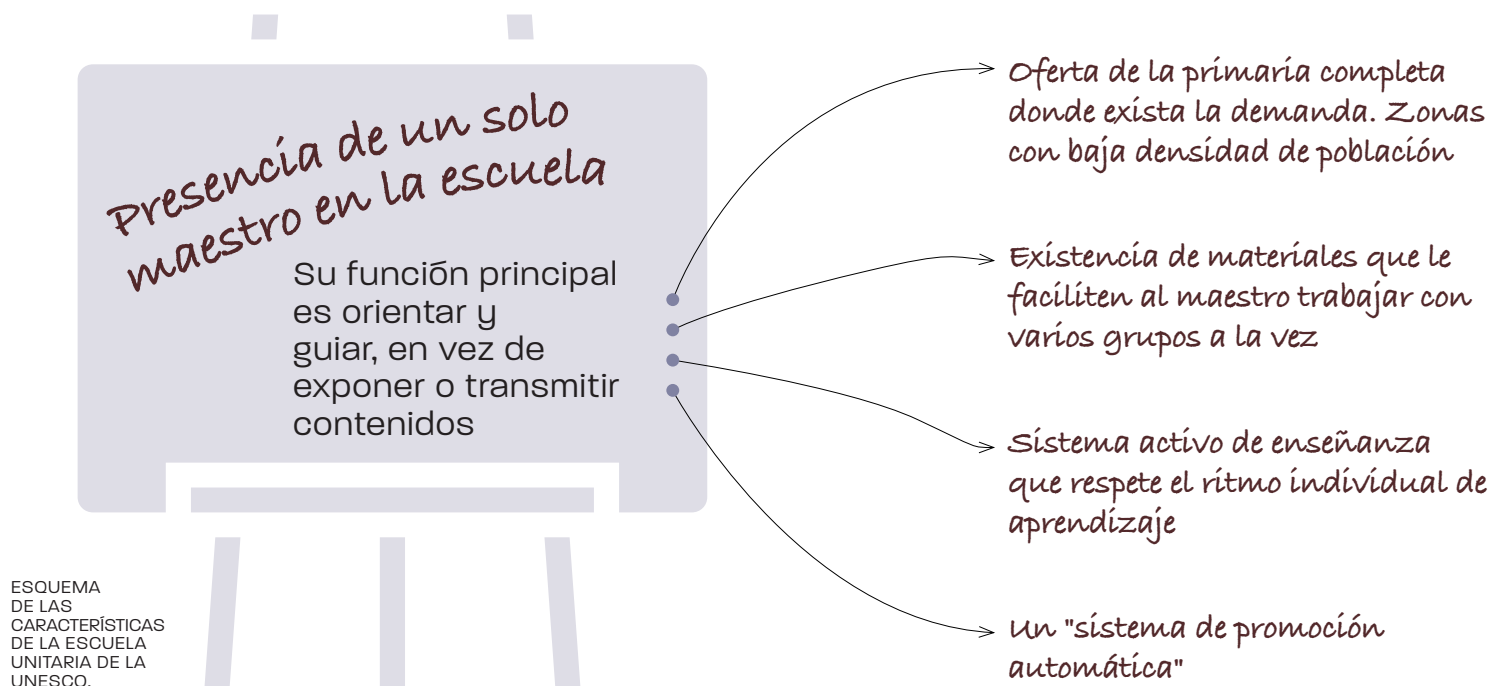 Presencia de un solo
maestro en la escuela
Su función principal
es orientar y
guiar, en vez de
exponer o transmitir
contenidos
Oferta de la primaria completa
donde exista la demanda. Zonas
con baja densidad de población
Existencia de materiales que le
faciliten al maestro trabajar con
varios grupos a la vez
Sistema activo de enseñanza
que respete el ritmo individual de
aprendizaje
Un "sistema de promoción
automática"
ESQUEMA
DE LAS
CARACTERÍSTICAS
DE LA ESCUELA
UNITARIA DE LA
UNESCO.